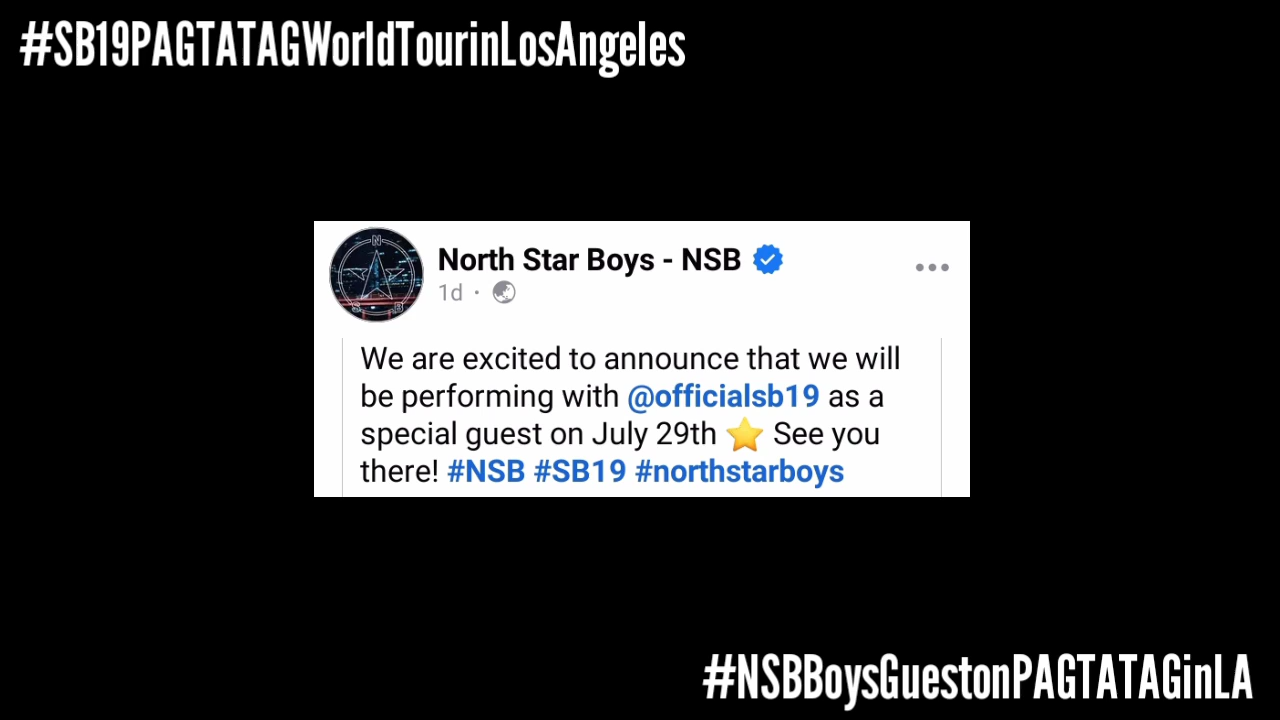 #SB19PAGTATAGWorldTourinLosAngeles
N
S B
North Star Boys - NSB
1d ·
We are excited to announce that we will
be performing with @officialsb19 as a
special guest on July 29th ⭐ See you
there! #NSB #SB19 #northstarboys
#NSBBoysGuestonPAGTATAGinLA